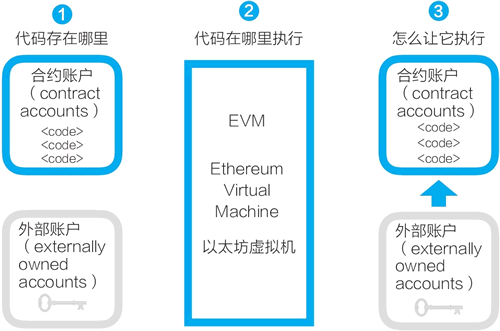 1
代码存在哪里
合约账户
（contract
accounts）
<code>
<code>
<code>
外部账户
（externally
owned
accounts）
2
代码在哪里执行
EVM
Ethereum
Virtual
Machine
以太坊虚拟机
3
怎么让它执行
合约账户
（contract
accounts）
<code>
<code>
<code>
外部账户
（externally
owned
accounts）